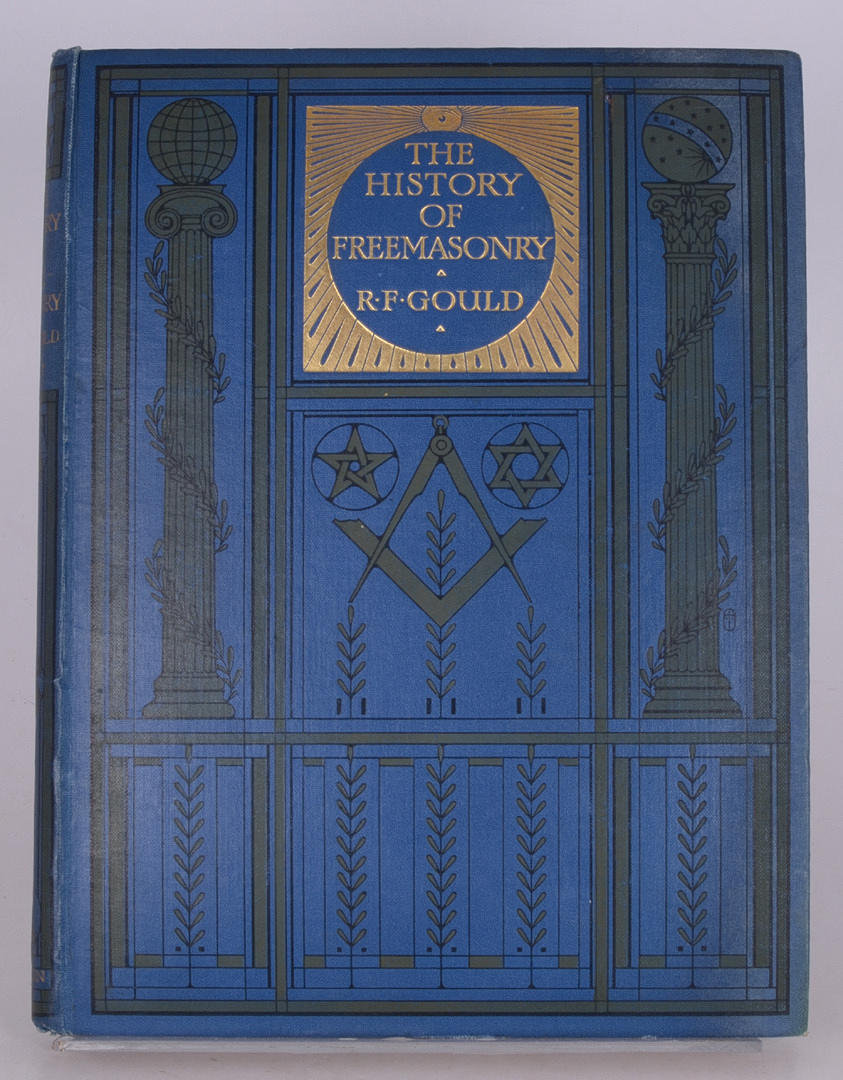 THE
HISTORY
OF
FREEMASONRY
R·F·GOULD